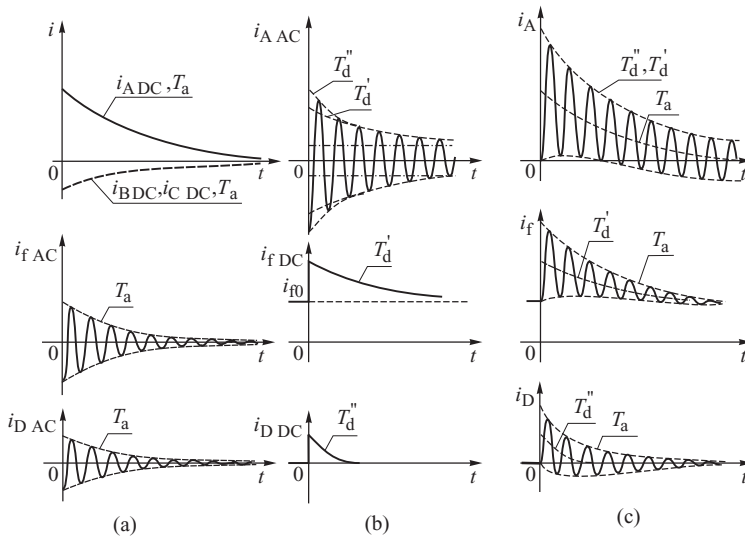 i
i_A DC, T_a
0
t
i_B DC, i_C DC, T_a
i_f AC
T_a
0
t
i_D AC
T_a
0
t
(a)
i_A AC
T_d''
T_d'
0
t
i_f DC
T_d'
i_f0
0
t
i_D DC
T_d''
0
t
(b)
i_A
T_d'', T_d'
T_a
0
t
i_f
T_d'
T_a
0
t
i_D
T_d''
T_a
0
t
(c)